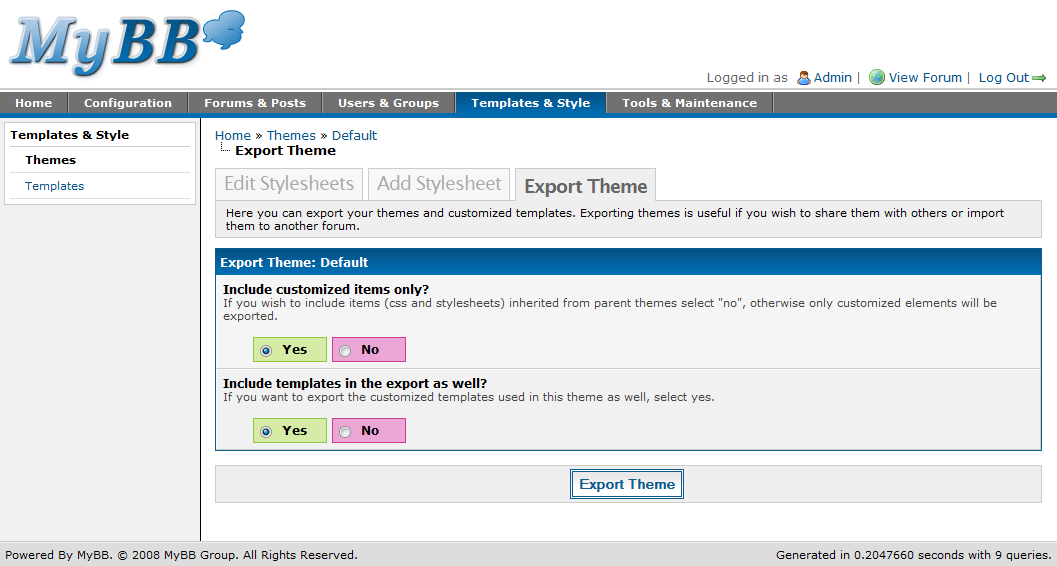 MyBB
Logged in as Admin | View Forum | Log Out
Home Configuration Forums & Posts Users & Groups Templates & Style Tools & Maintenance
Templates & Style
Themes
Templates
Home » Themes » Default
Export Theme
Edit Stylesheets Add Stylesheet Export Theme
Here you can export your themes and customized templates. Exporting themes is useful if you wish to share them with others or import
them to another forum.
Export Theme: Default
Include customized items only?
If you wish to include items (css and stylesheets) inherited from parent themes select "no", otherwise only customized elements will be
exported.
Yes No
Include templates in the export as well?
If you want to export the customized templates used in this theme as well, select yes.
Yes No
Export Theme
Powered By MyBB. © 2008 MyBB Group. All Rights Reserved. Generated in 0.2047660 seconds with 9 queries.